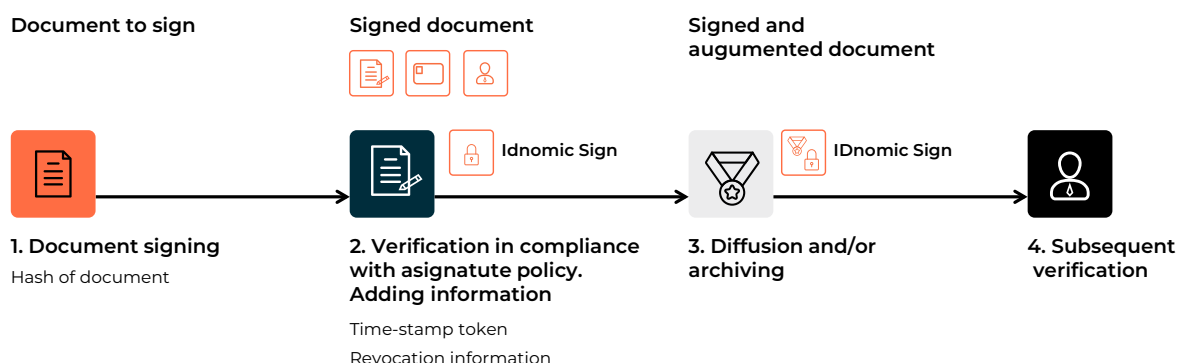 Document to sign
Signed document
Signed and
augumented document
Idnomic Sign
IDnomic Sign
1. Document signing
Hash of document
2. Verification in compliance
with asignatute policy.
Adding information
Time-stamp token
Revocation information
3. Diffusion and/or
archiving
4. Subsequent
verification